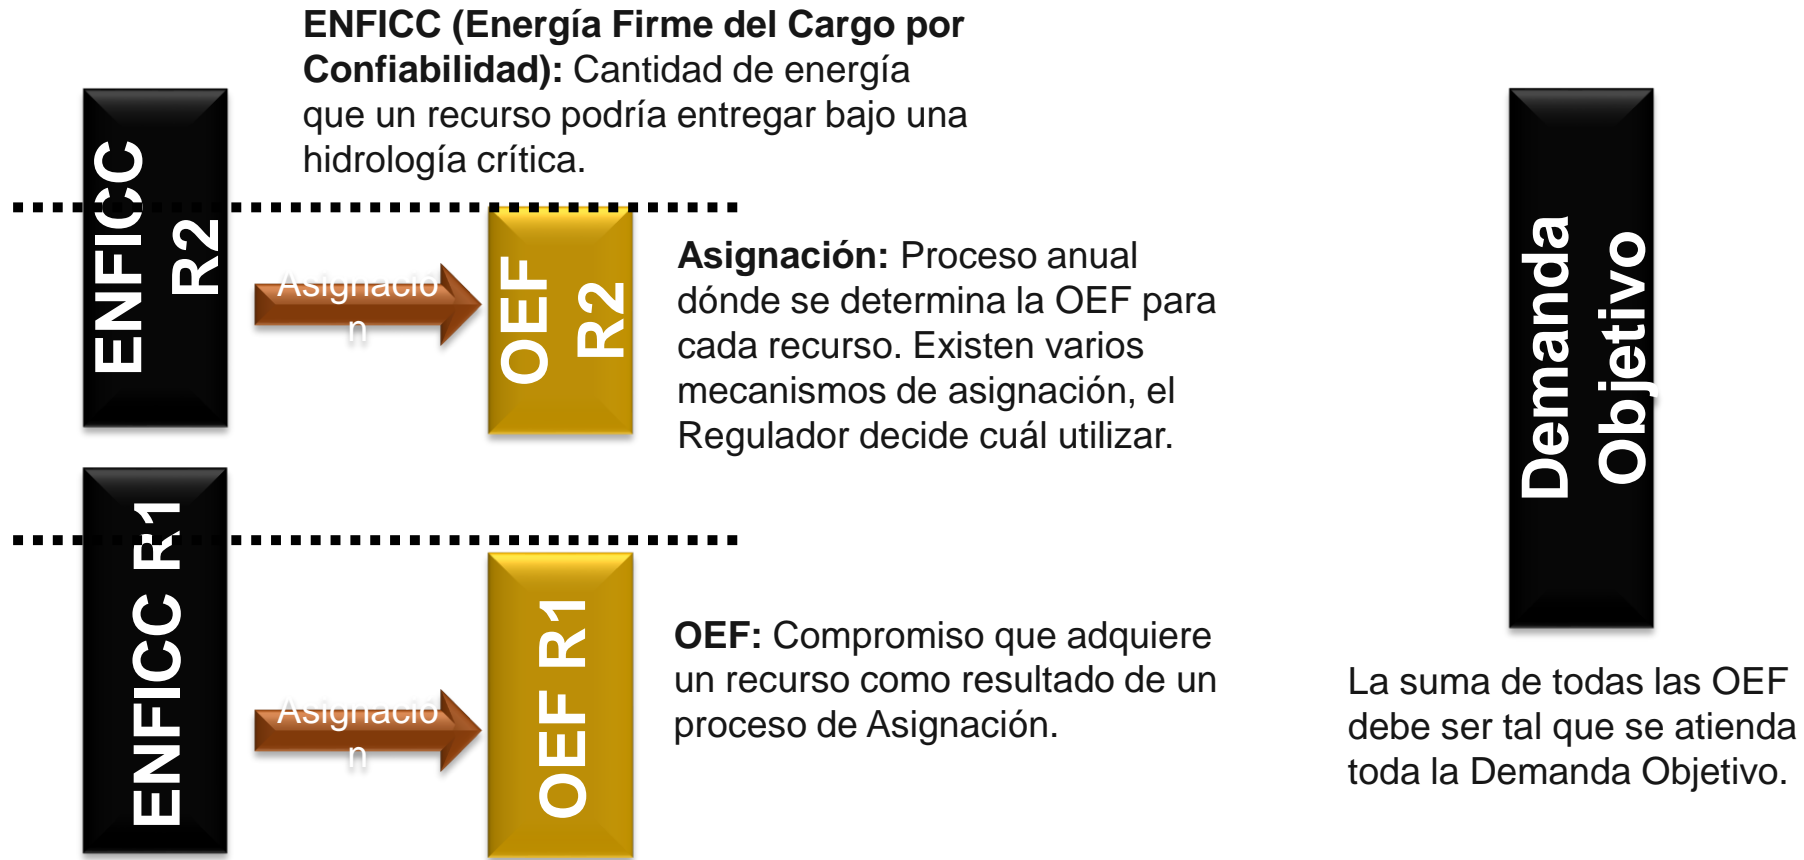 ENFICC (Energía Firme del Cargo por
Confiabilidad): Cantidad de energía
que un recurso podría entregar bajo una
hidrología crítica.
ENFICC
R2
Asignació
n
OEF
R2
Asignación: Proceso anual
dónde se determina la OEF para
cada recurso. Existen varios
mecanismos de asignación, el
Regulador decide cuál utilizar.
ENFICC R1
Asignació
n
OEF R1
OEF: Compromiso que adquiere
un recurso como resultado de un
proceso de Asignación.
Demanda
Objetivo
La suma de todas las OEF
debe ser tal que se atienda
toda la Demanda Objetivo.